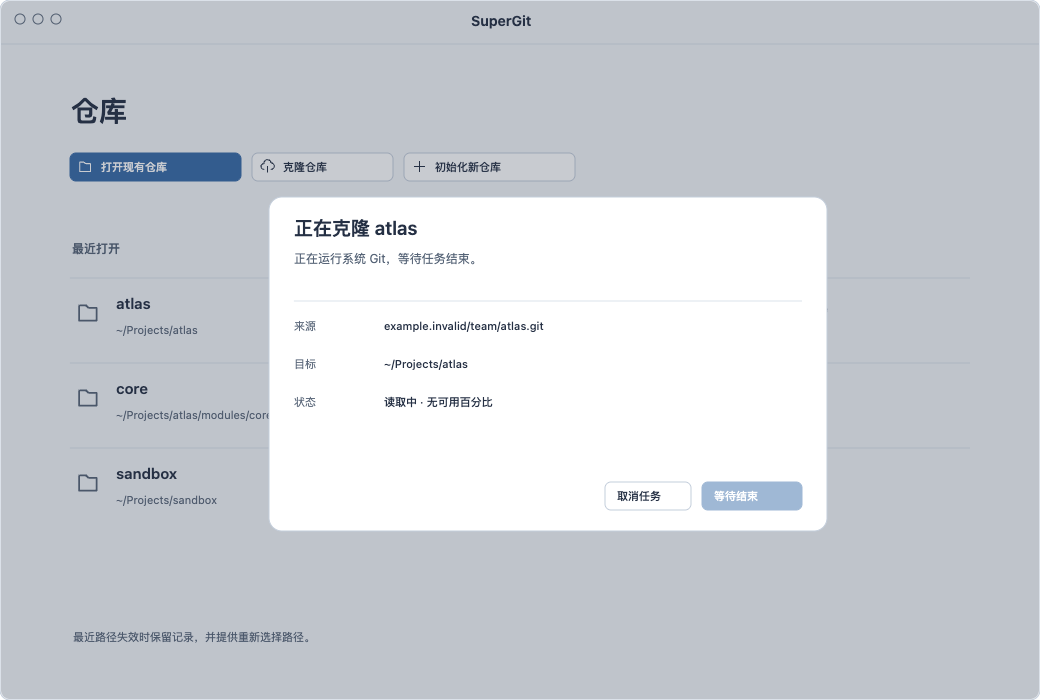 SuperGit
仓库
打开现有仓库
克隆仓库
初始化新仓库
最近打开
atlas
~/Projects/atlas
core
~/Projects/atlas/modules/core
sandbox
~/Projects/sandbox
正在克隆 atlas
正在运行系统 Git，等待任务结束。
来源 example.invalid/team/atlas.git
目标 ~/Projects/atlas
状态 读取中 · 无可用百分比
取消任务
等待结束
最近路径失效时保留记录，并提供重新选择路径。